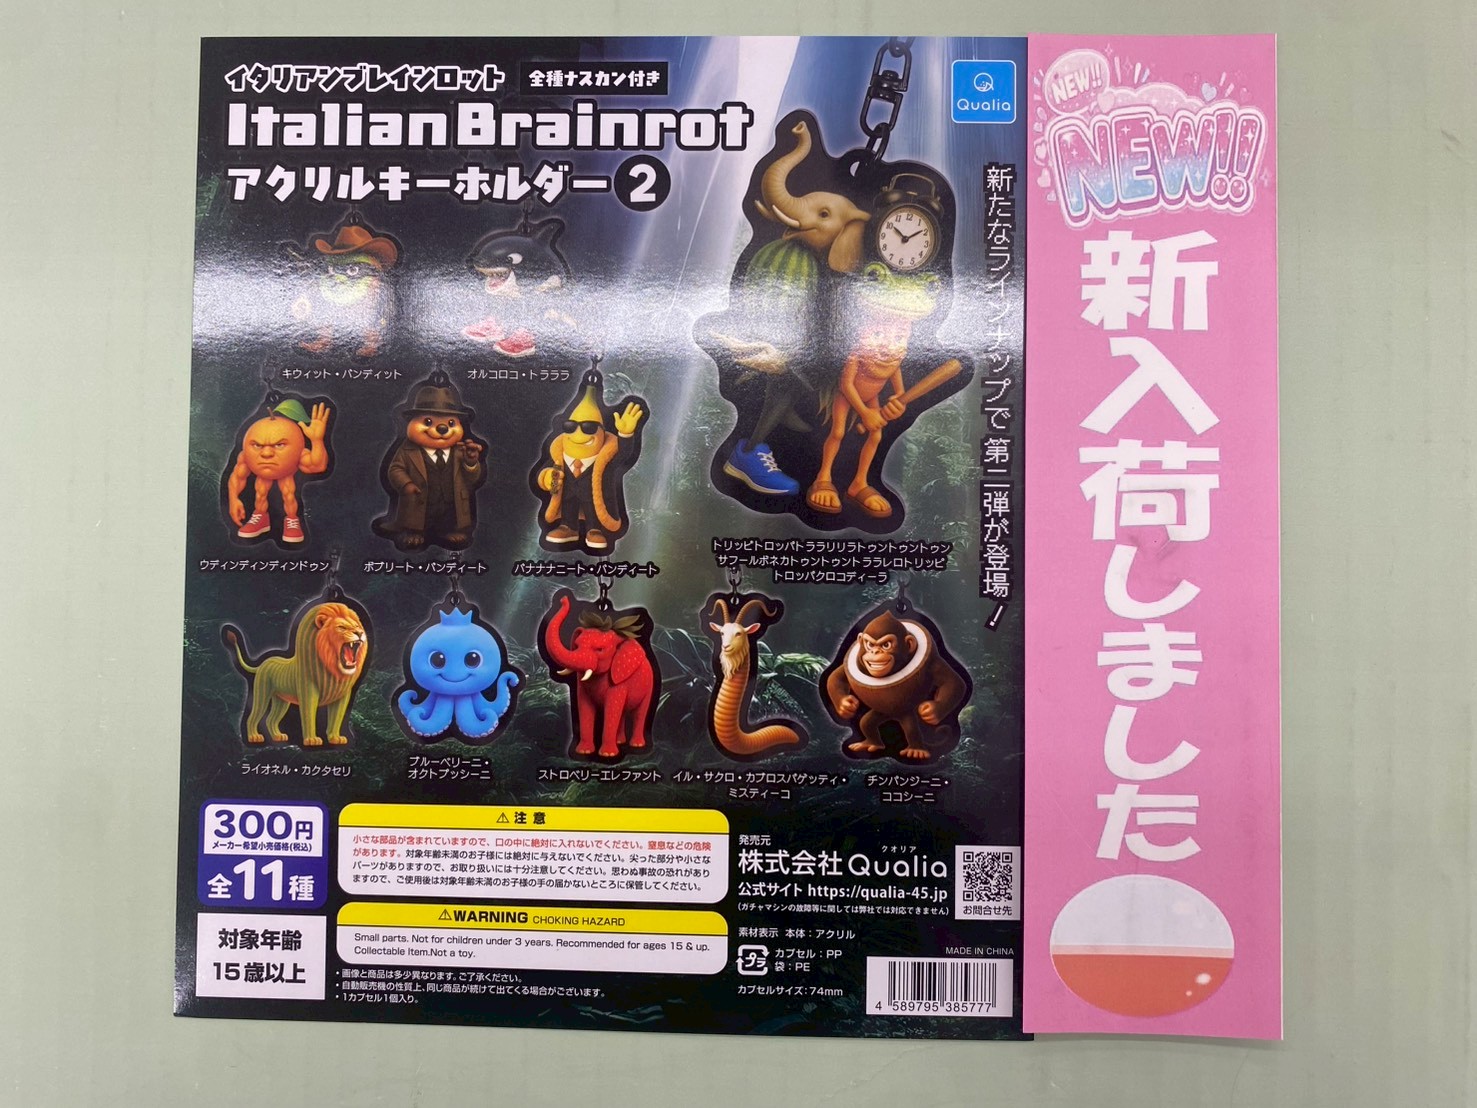 イタリアンブレインロット 全種ナスカン付き
Italian Brainrot
アクリルキーホルダー 2
Qualia
新たなラインナップで第二弾が登場！
キウィット・バンディット
オルコロコ・トラララ
ウディンディンディンドゥン
ボブリート・バンディート
バナナニート・バンディート
トリッピトロッパトララリリラトゥントゥントゥン
サフールボネカトゥントゥントララレロトリッピ
トロッパクロコディーラ
ライオネル・カクタセリ
ブルーベリーニ・
オクトプッシーニ
ストロベリーエレファント
イル・サクロ・カプロスパゲッティ・
ミスティーコ
チンパンジーニ・
ココシーニ
300円
メーカー希望小売価格(税込)
全11種
対象年齢
15歳以上
⚠注意
小さな部品が含まれていますので、口の中に絶対に入れないでください。窒息などの危険
があります。対象年齢未満のお子様には絶対に与えないでください。尖った部分や小さな
パーツがありますので、お取り扱いには十分注意してください。思わぬ事故の恐れがあり
ますので、ご使用後は対象年齢未満のお子様の手の届かないところに保管してください。
⚠WARNING CHOKING HAZARD
Small parts. Not for children under 3 years. Recommended for ages 15 & up.
Collectable Item.Not a toy.
・画像と商品は多少異なります。ご了承ください。
・自動販売機の性質上、同じ商品が続けて出てくる場合がございます。
・1カプセル1個入り。
発売元
クオリア
株式会社Qualia
公式サイト https://qualia-45.jp
(ガチャマシンの故障等に関しては弊社では対応できません)
お問合せ先
素材表示 本体：アクリル
プラ
カプセル：PP
袋：PE
カプセルサイズ：74mm
MADE IN CHINA
4 589795 385777
NEW!!
NEW!!
新入荷しました